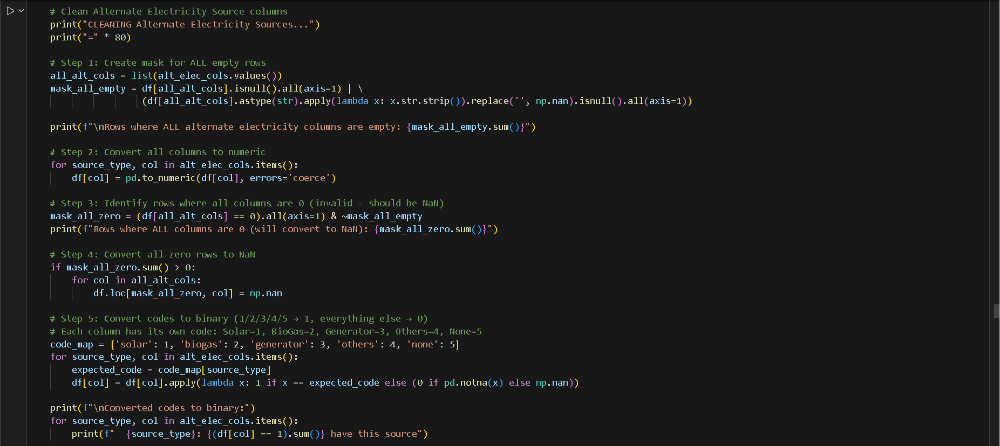 # Clean Alternate Electricity Source columns
print("CLEANING Alternate Electricity Sources...")
print("=" * 80)

# Step 1: Create mask for ALL empty rows
all_alt_cols = list(alt_elec_cols.values())
mask_all_empty = df[all_alt_cols].isnull().all(axis=1) | \
                 (df[all_alt_cols].astype(str).apply(lambda x: x.str.strip()).replace('', np.nan).isnull().all(axis=1))

print(f"\nRows where ALL alternate electricity columns are empty: {mask_all_empty.sum()}")

# Step 2: Convert all columns to numeric
for source_type, col in alt_elec_cols.items():
    df[col] = pd.to_numeric(df[col], errors='coerce')

# Step 3: Identify rows where all columns are 0 (invalid - should be NaN)
mask_all_zero = (df[all_alt_cols] == 0).all(axis=1) & ~mask_all_empty
print(f"Rows where ALL columns are 0 (will convert to NaN): {mask_all_zero.sum()}")

# Step 4: Convert all-zero rows to NaN
if mask_all_zero.sum() > 0:
    for col in all_alt_cols:
        df.loc[mask_all_zero, col] = np.nan

# Step 5: Convert codes to binary (1/2/3/4/5 → 1, everything else → 0)
# Each column has its own code: Solar=1, BioGas=2, Generator=3, Others=4, None=5
code_map = {'solar': 1, 'biogas': 2, 'generator': 3, 'others': 4, 'none': 5}
for source_type, col in alt_elec_cols.items():
    expected_code = code_map[source_type]
    df[col] = df[col].apply(lambda x: 1 if x == expected_code else (0 if pd.notna(x) else np.nan))

print(f"\nConverted codes to binary:")
for source_type, col in alt_elec_cols.items():
    print(f"  {source_type}: {(df[col] == 1).sum()} have this source")